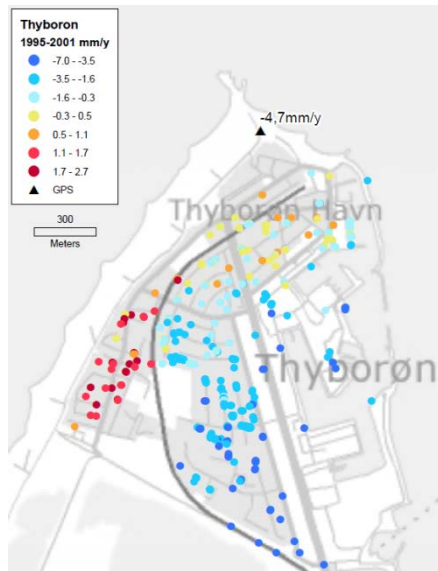 Thyboron
1995-2001 mm/y
-7.0 - -3.5
-3.5 - -1.6
-1.6 - -0.3
-0.3 - 0.5
0.5 - 1.1
1.1 - 1.7
1.7 - 2.7
GPS
300
Meters
-4,7mm/y
Thyborøn Havn
Thyborøn